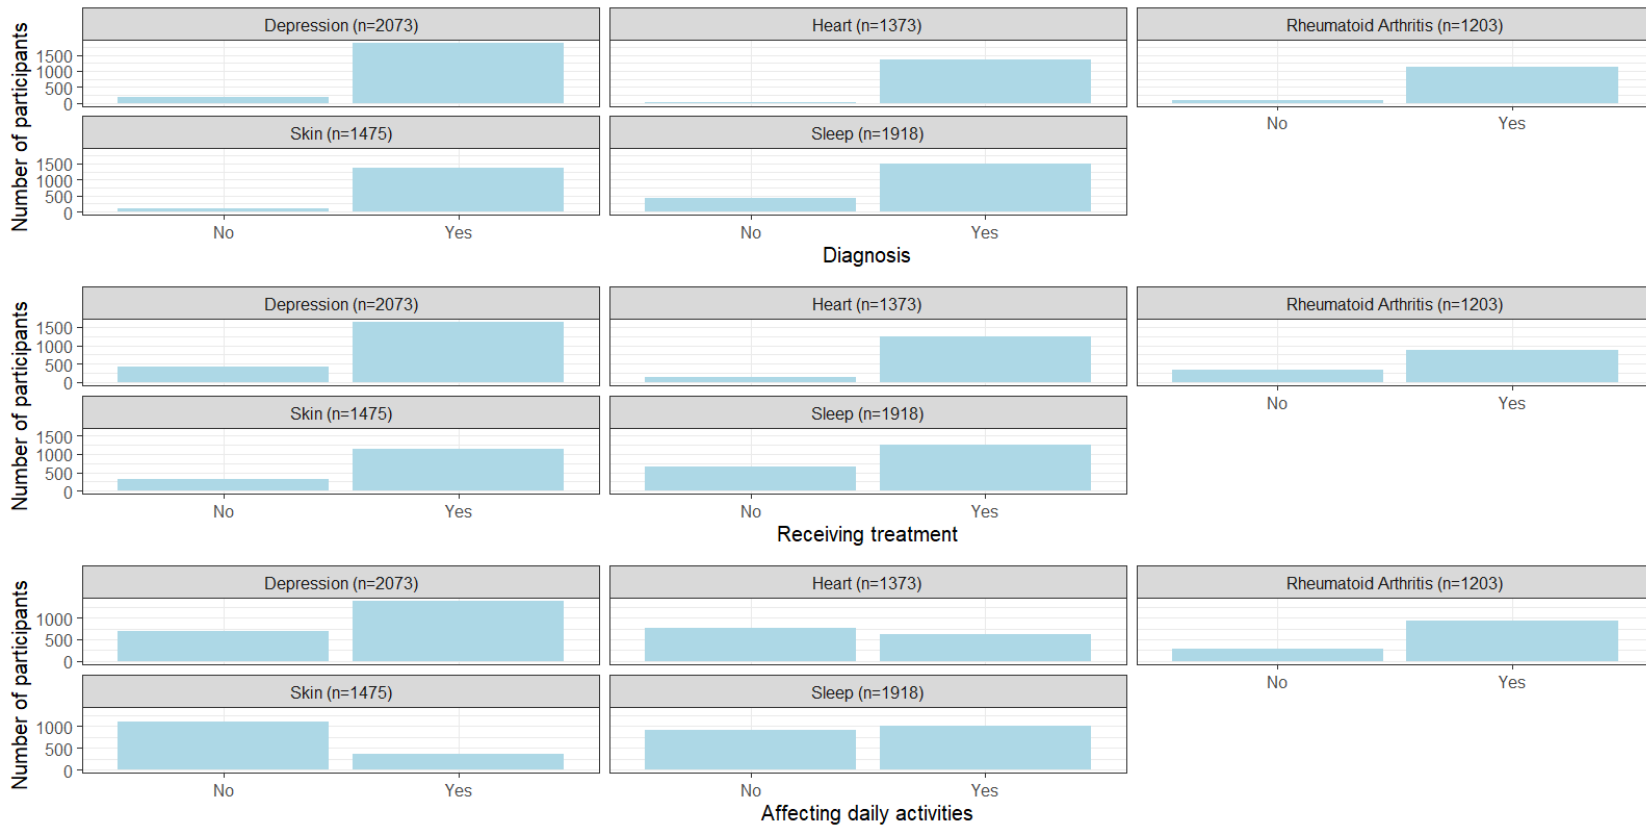 Depression (n=2073)
Heart (n=1373)
Rheumatoid Arthritis (n=1203)
Number of participants
1500
1000
500
0
No
Yes
Skin (n=1475)
Sleep (n=1918)
1500
1000
500
0
No
Yes
No
Yes
Diagnosis
Depression (n=2073)
Heart (n=1373)
Rheumatoid Arthritis (n=1203)
Number of participants
1500
1000
500
0
No
Yes
Skin (n=1475)
Sleep (n=1918)
1500
1000
500
0
No
Yes
No
Yes
Receiving treatment
Depression (n=2073)
Heart (n=1373)
Rheumatoid Arthritis (n=1203)
Number of participants
1000
500
0
No
Yes
Skin (n=1475)
Sleep (n=1918)
1000
500
0
No
Yes
No
Yes
Affecting daily activities